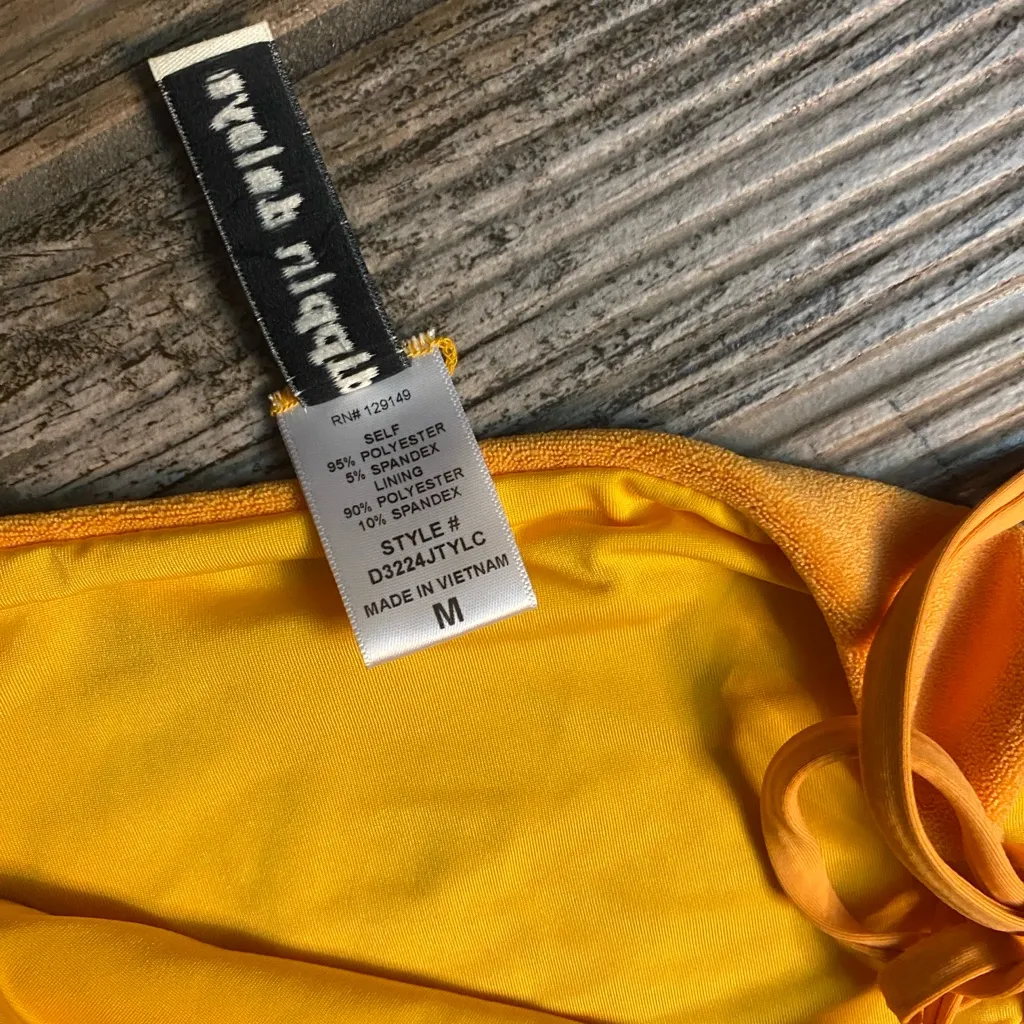 RN# 129149
SELF
95% POLYESTER
5% SPANDEX
LINING
90% POLYESTER
10% SPANDEX
STYLE #
D3224JTYLC
MADE IN VIETNAM
M